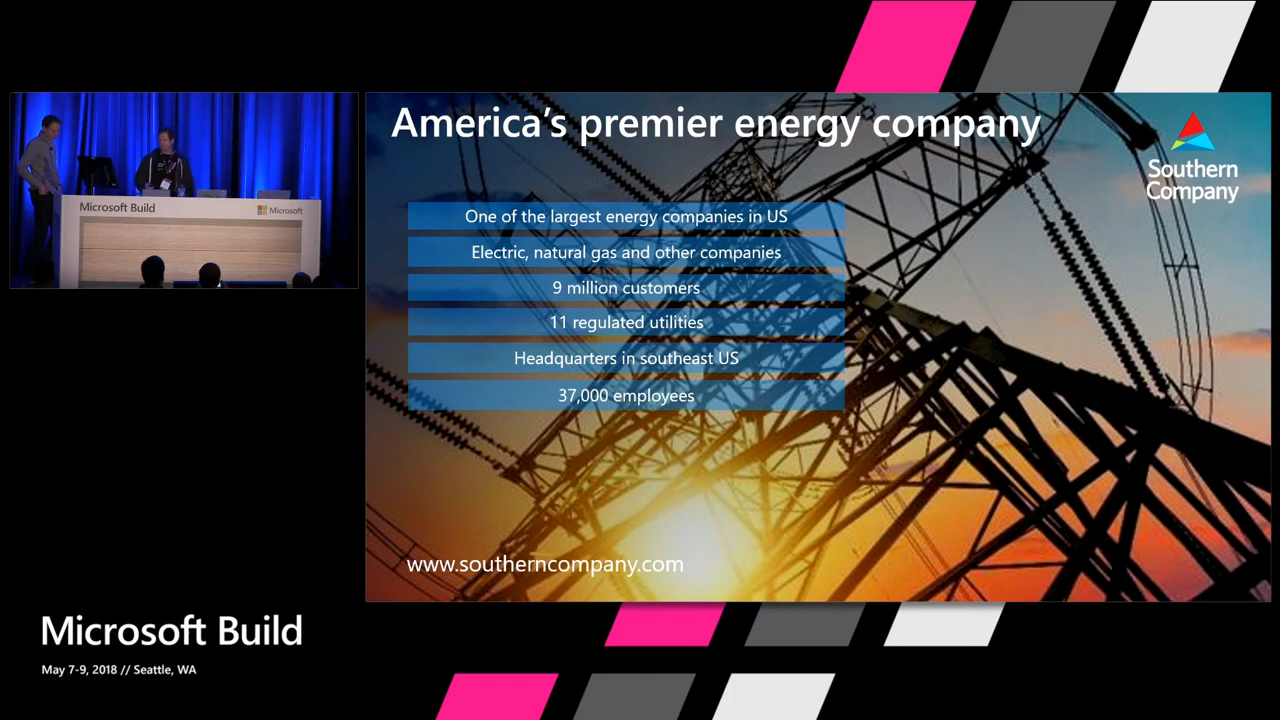 America's premier energy company
Southern
Company
One of the largest energy companies in US
Electric, natural gas and other companies
9 million customers
11 regulated utilities
Headquarters in southeast US
37,000 employees
www.southerncompany.com
Microsoft Build
Microsoft
Microsoft Build
May 7-9, 2018 // Seattle, WA